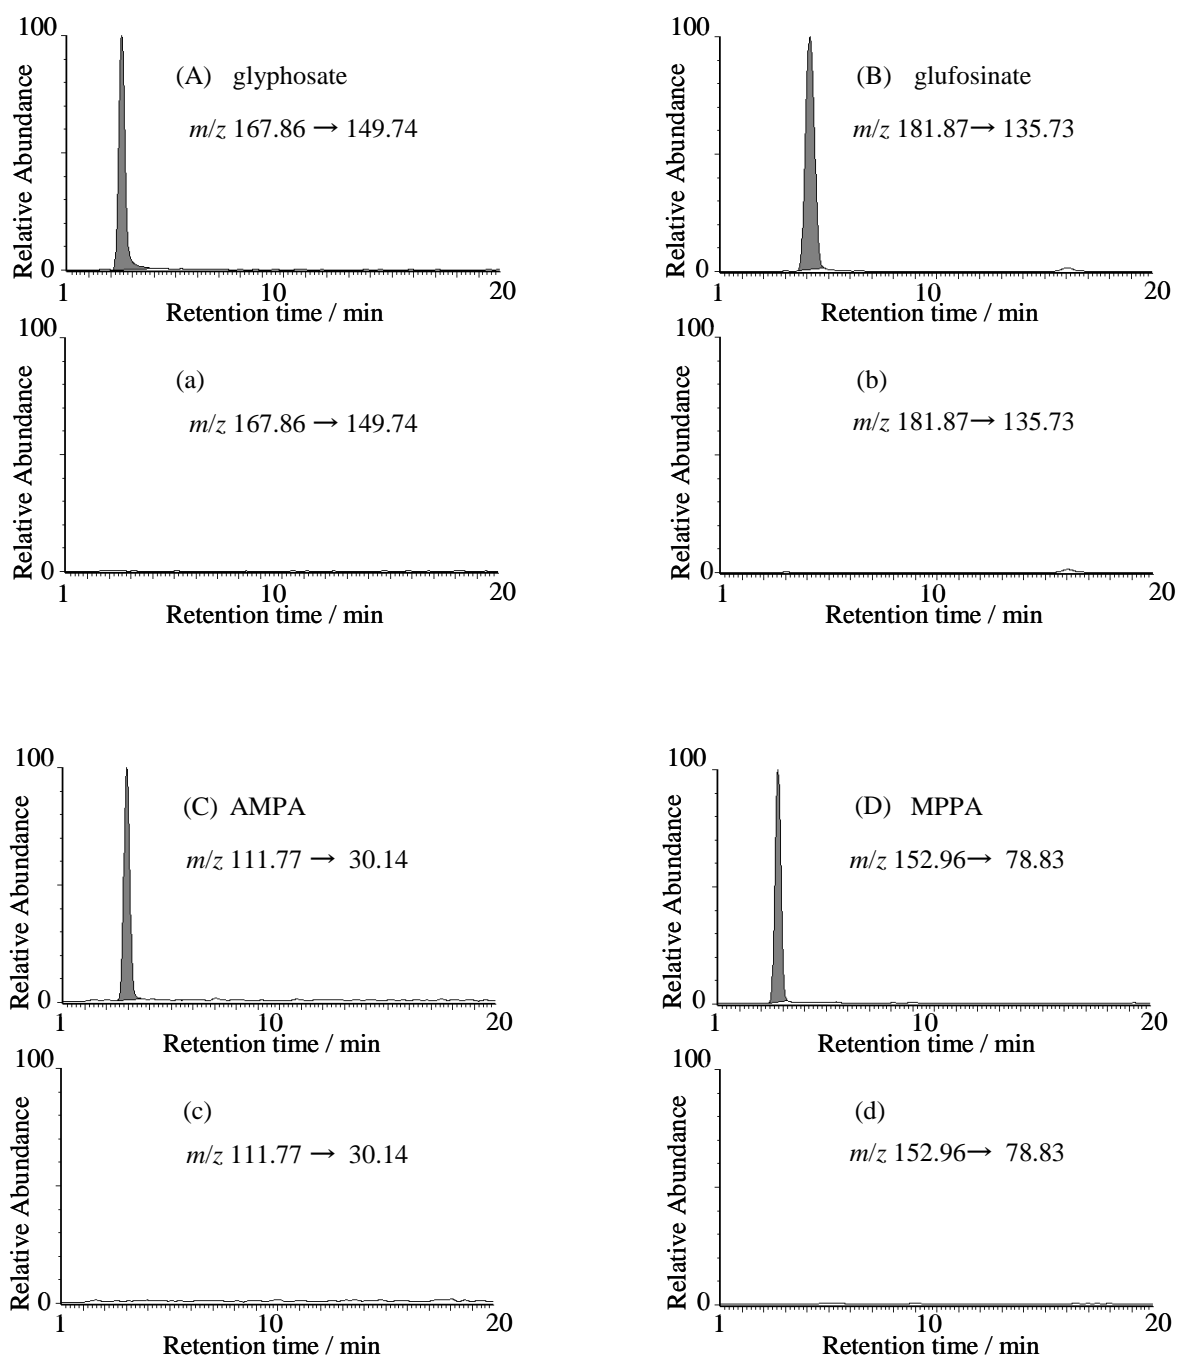 100
Relative Abundance
(A) glyphosate
m/z 167.86 → 149.74
0
1
10
20
Retention time / min
100
Relative Abundance
(B) glufosinate
m/z 181.87→ 135.73
0
1
10
20
Retention time / min
100
Relative Abundance
(a)
m/z 167.86 → 149.74
0
1
10
20
Retention time / min
100
Relative Abundance
(b)
m/z 181.87→ 135.73
0
1
10
20
Retention time / min
100
Relative Abundance
(C) AMPA
m/z 111.77 → 30.14
0
1
10
20
Retention time / min
100
Relative Abundance
(D) MPPA
m/z 152.96→ 78.83
0
1
10
20
Retention time / min
100
Relative Abundance
(c)
m/z 111.77 → 30.14
0
1
10
20
Retention time / min
100
Relative Abundance
(d)
m/z 152.96→ 78.83
0
1
10
20
Retention time / min